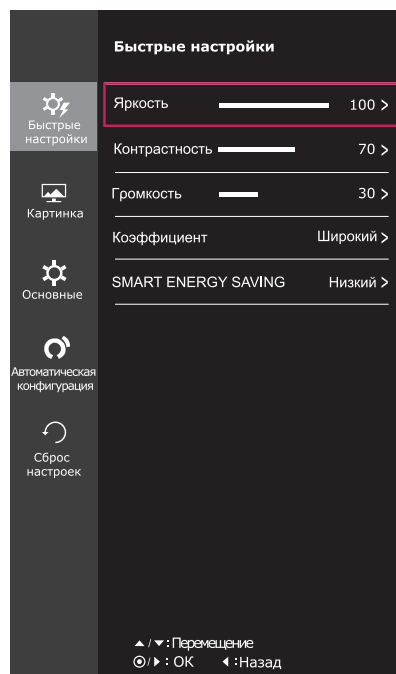 Быстрые настройки
Быстрые
настройки
Картинка
Основные
Автоматическая
конфигурация
Сброс
настроек
Яркость 100 >
Контрастность 70 >
Громкость 30 >
Коэффициент Широкий >
SMART ENERGY SAVING Низкий >
▲ / ▼ : Перемещение
◉/▶ : OK ◀ :Назад